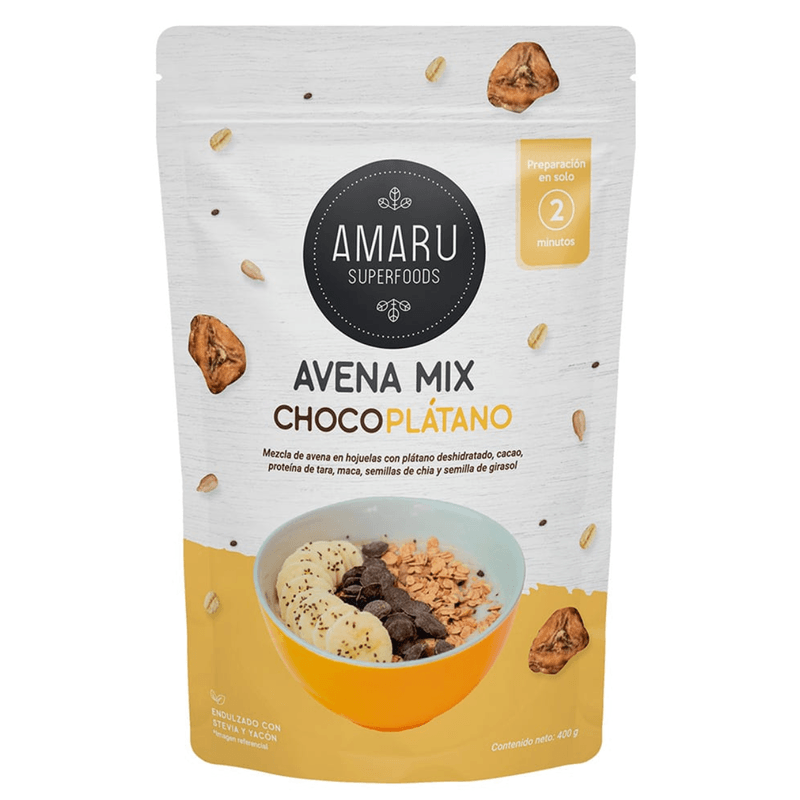 Preparación
en solo
2
minutos
AMARU
SUPERFOODS
AVENA MIX
CHOCOPLÁTANO
Mezcla de avena en hojuelas con plátano deshidratado, cacao,
proteína de tara, maca, semillas de chia y semilla de girasol
ENDULZADO CON
STEVIA Y YACÓN
*Imagen referencial
Contenido neto: 400 g